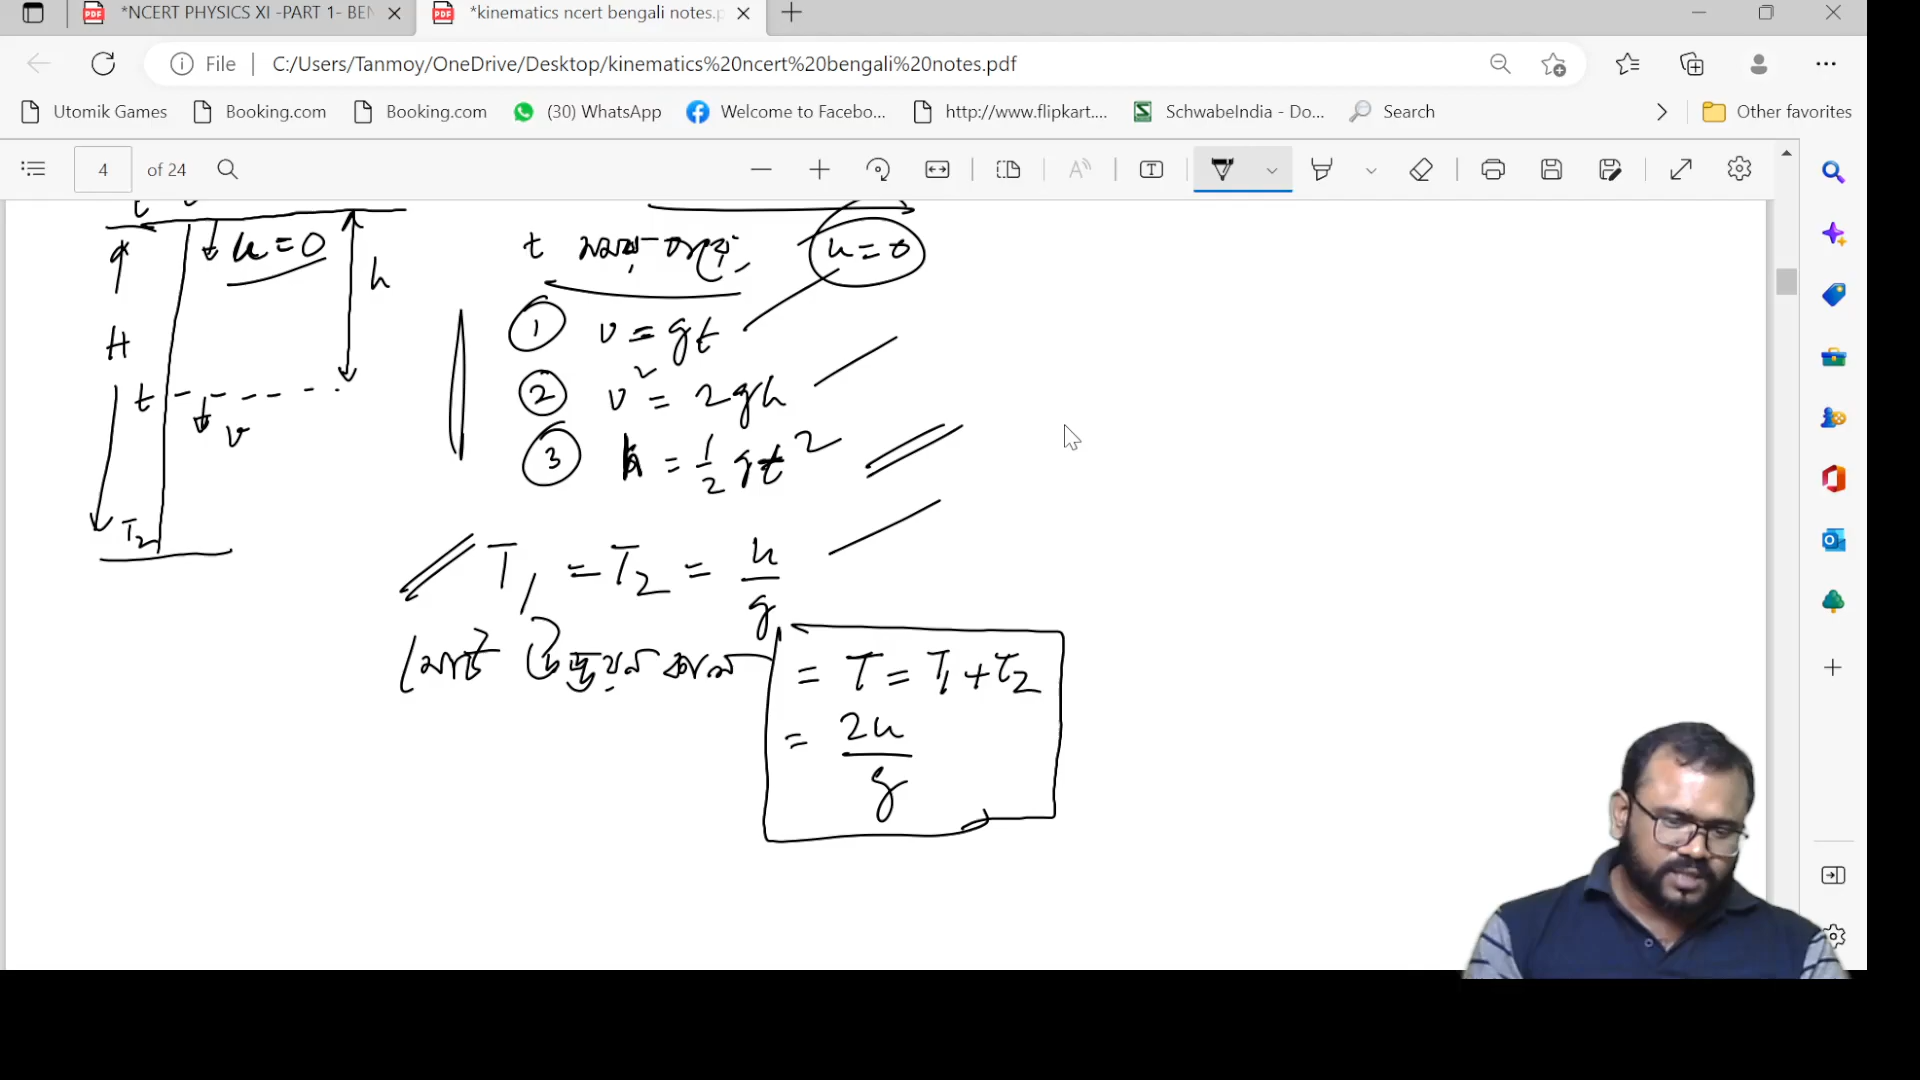 *NCERT PHYSICS XI -PART 1- BEN
*kinematics ncert bengali notes.p
File
C:/Users/Tanmoy/OneDrive/Desktop/kinematics%20ncert%20bengali%20notes.pdf
Utomik Games
Booking.com
Booking.com
(30) WhatsApp
Welcome to Facebo...
http://www.flipkart....
SchwabeIndia - Do...
Search
Other favorites
4 of 24
u = 0
h
H
t
v
T₂
t
u = 0
① v = gt
② v² = 2gh
③ h = 1/2 gt²
T₁ = T₂ = u/g
= T = T₁ + T₂
= 2u/g